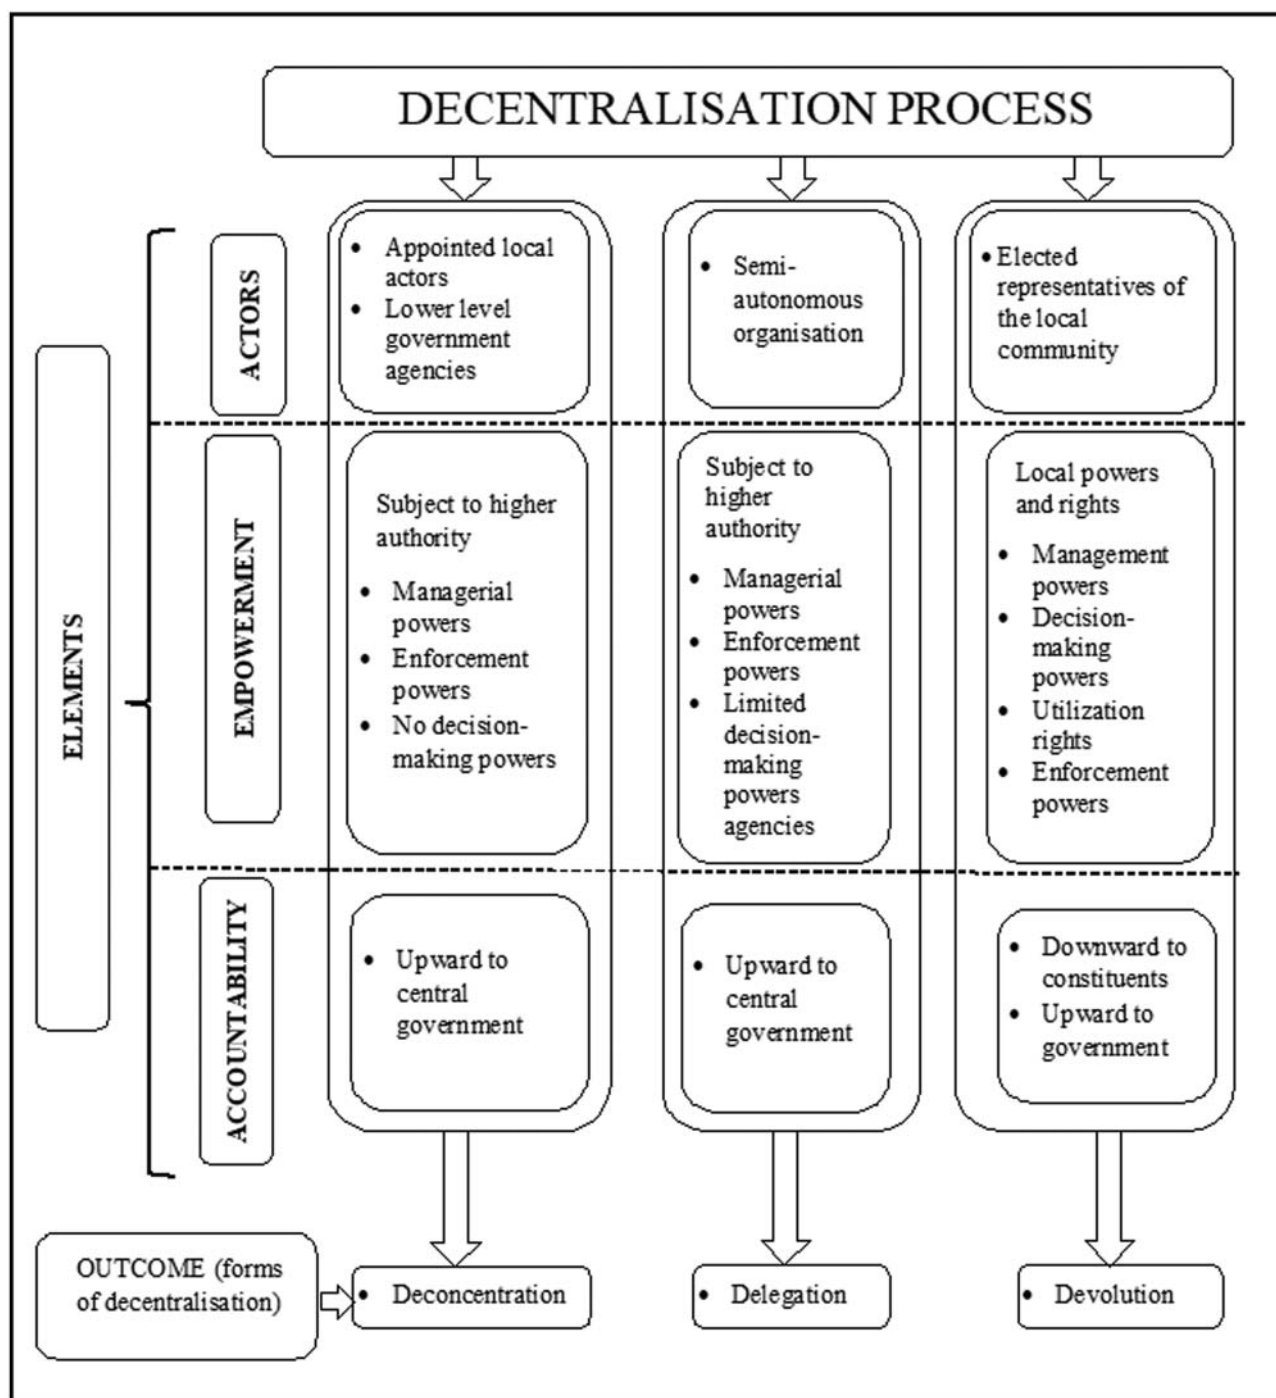 DECENTRALISATION PROCESS
ELEMENTS
ACTORS
• Appointed local
actors
• Lower level
government
agencies
• Semi-
autonomous
organisation
• Elected
representatives of
the local
community
EMPOWERMENT
Subject to higher
authority
• Managerial
powers
• Enforcement
powers
• No decision-
making powers
Subject to
higher
authority
• Managerial
powers
• Enforcement
powers
• Limited
decision-
making
powers
agencies
Local powers
and rights
• Management
powers
• Decision-
making
powers
• Utilization
rights
• Enforcement
powers
ACCOUNTABILITY
• Upward to
central
government
• Upward to
central
government
• Downward to
constituents
• Upward to
government
OUTCOME (forms
of decentralisation)
• Deconcentration
• Delegation
• Devolution